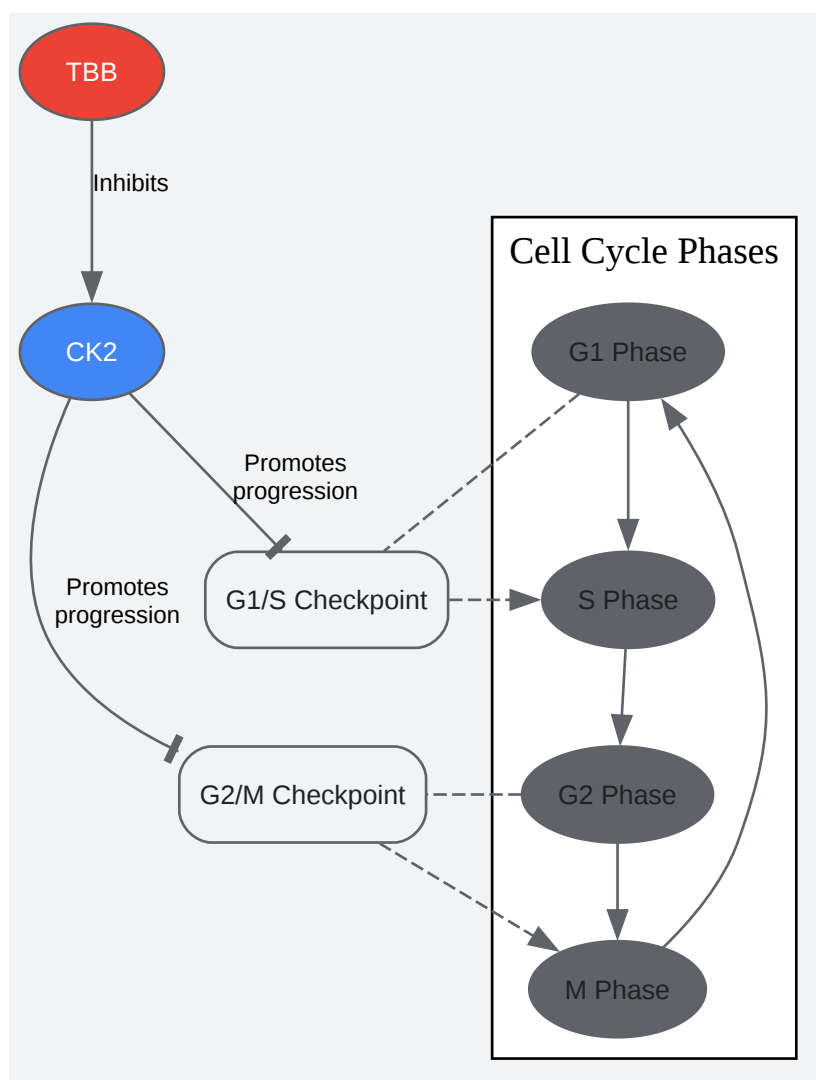 TBB
Inhibits
Cell Cycle Phases
CK2
G1 Phase
Promotes
progression
Promotes
progression
G1/S Checkpoint
S Phase
G2/M Checkpoint
G2 Phase
M Phase